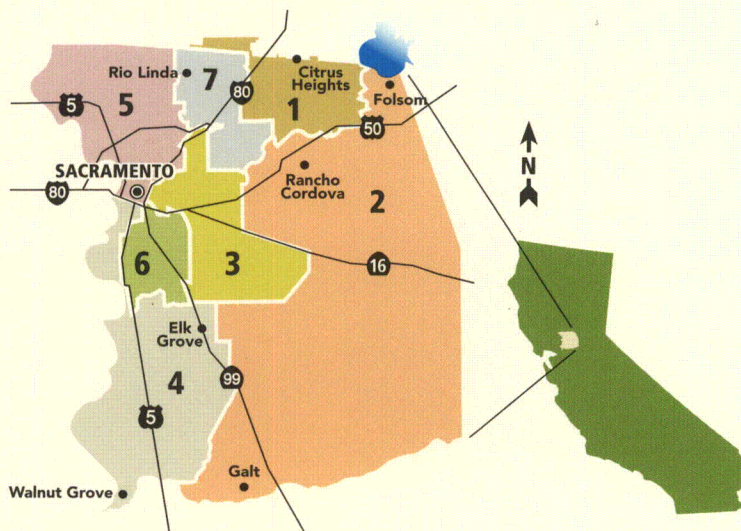 Rio Linda
7
Citrus
Heights
5
5
80
1
Folsom
50
SACRAMENTO
N
80
Rancho
Cordova
2
6
3
16
Elk
Grove
4
99
5
Galt
Walnut Grove